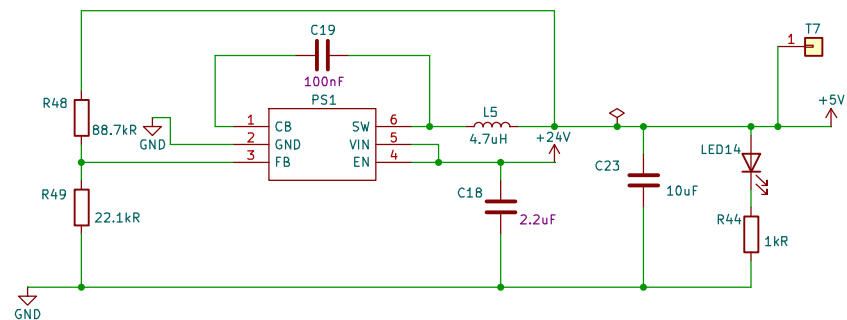 T7
1
C19
100nF
PS1
+5V
R48
88.7kR
GND
1 CB SW 6
2 GND VIN 5
3 FB EN 4
L5
4.7uH
+24V
LED14
C23
10uF
R49
22.1kR
C18
2.2uF
R44
1kR
GND